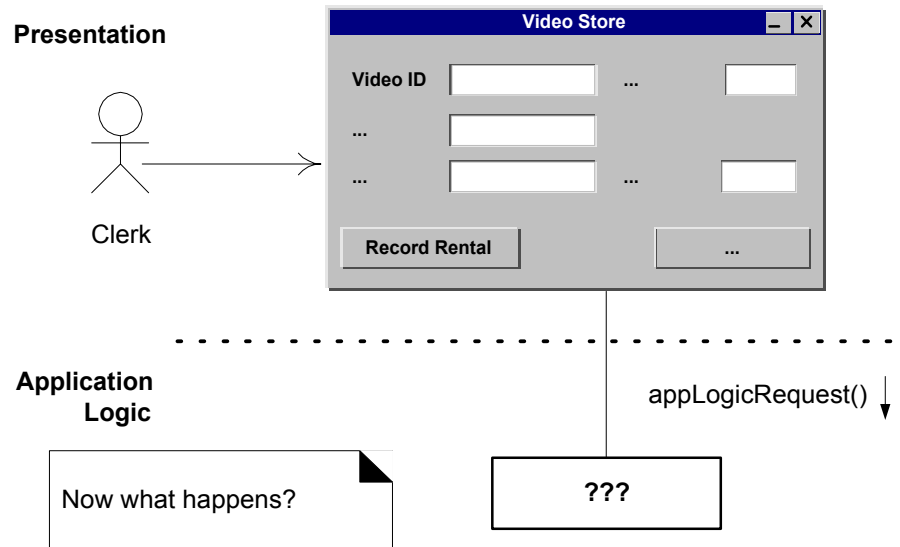 Presentation
Video Store
Video ID
...
...
...
...
Clerk
Record Rental
...
Application
Logic
appLogicRequest()
Now what happens?
???